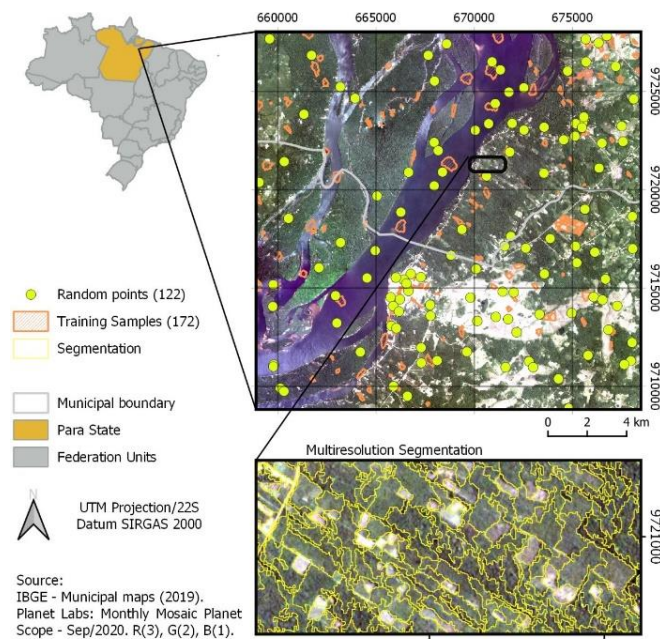 660000
665000
670000
675000
9725000
9720000
9715000
9710000
Random points (122)
Training Samples (172)
Segmentation
Municipal boundary
Para State
Federation Units
N
UTM Projection/22S
Datum SIRGAS 2000
Source:
IBGE - Municipal maps (2019).
Planet Labs: Monthly Mosaic Planet
Scope - Sep/2020. R(3), G(2), B(1).
0 2 4 km
Multiresolution Segmentation
9721000